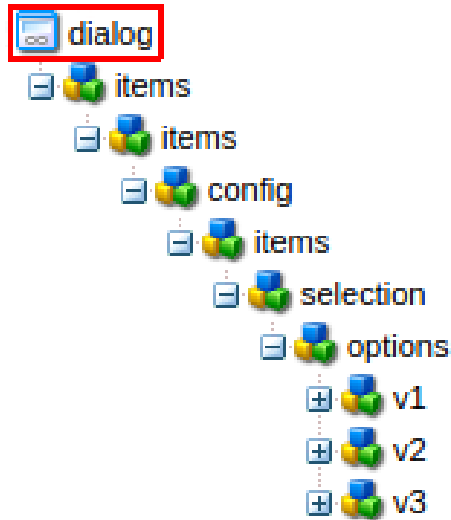 dialog
items
items
config
items
selection
options
v1
v2
v3